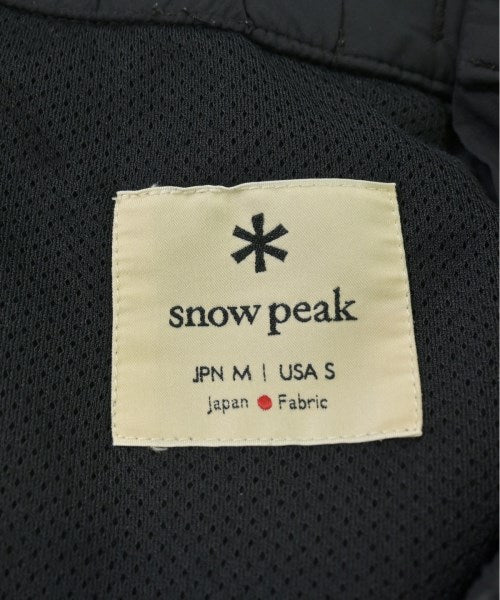 snow peak
JPN M | USA S
Japan ● Fabric